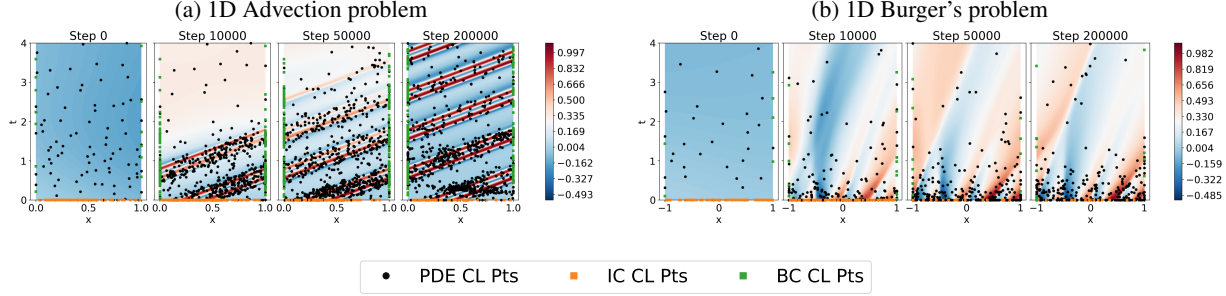 (a) 1D Advection problem
(b) 1D Burger's problem
Step 0 Step 10000 Step 50000 Step 200000
4
3
2
1
0
t
0.0 0.5 1.0 0.0 0.5 1.0 0.0 0.5 1.0 0.0 0.5 1.0
x x x x
0.997
0.832
0.666
0.500
0.335
0.169
0.004
−0.162
−0.327
−0.493
Step 0 Step 10000 Step 50000 Step 200000
4
3
2
1
0
t
−1 0 1 −1 0 1 −1 0 1 −1 0 1
x x x x
0.982
0.819
0.656
0.493
0.330
0.167
0.004
−0.159
−0.322
−0.485
PDE CL Pts IC CL Pts BC CL Pts